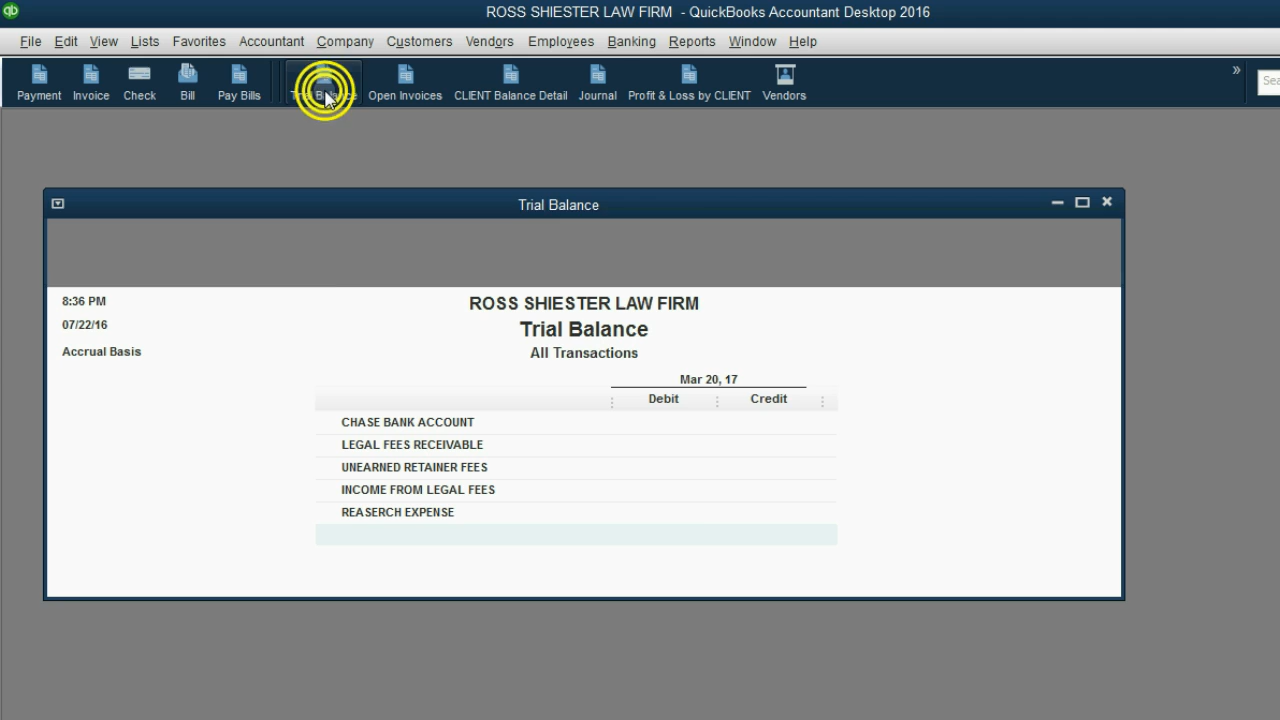 qb
ROSS SHIESTER LAW FIRM - QuickBooks Accountant Desktop 2016
File Edit View Lists Favorites Accountant Company Customers Vendors Employees Banking Reports Window Help
Payment Invoice Check Bill Pay Bills Trial Balance Open Invoices CLIENT Balance Detail Journal Profit & Loss by CLIENT Vendors » Sea
Trial Balance
8:36 PM
07/22/16
Accrual Basis
ROSS SHIESTER LAW FIRM
Trial Balance
All Transactions
Mar 20, 17
Debit Credit
CHASE BANK ACCOUNT
LEGAL FEES RECEIVABLE
UNEARNED RETAINER FEES
INCOME FROM LEGAL FEES
REASERCH EXPENSE